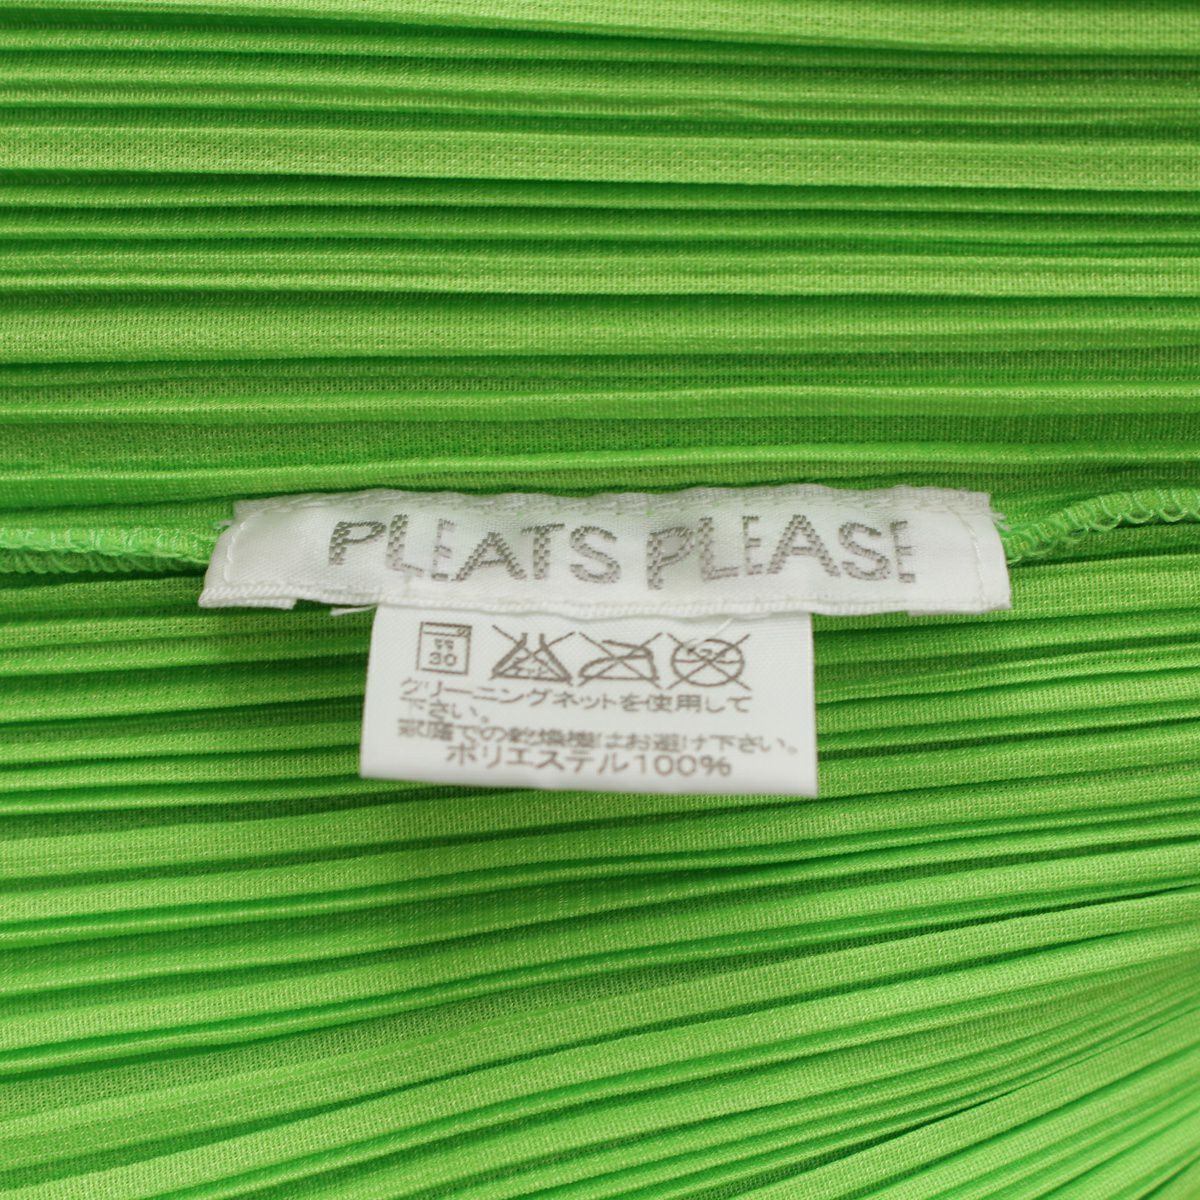 PLEATS PLEASE
弱
30
クリーニングネットを使用して
下さい。
家庭での乾燥機はお避け下さい。
ポリエステル100%